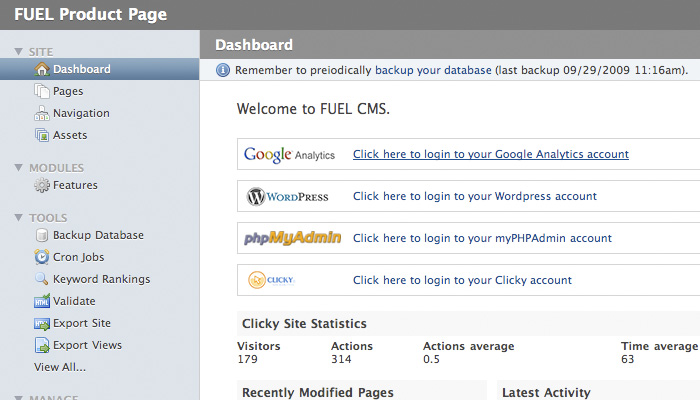 FUEL Product Page
SITE
Dashboard
Pages
Navigation
Assets
MODULES
Features
TOOLS
Backup Database
Cron Jobs
Keyword Rankings
Validate
Export Site
Export Views
View All...
MANAGE
Dashboard
Remember to preiodically backup your database (last backup 09/29/2009 11:16am).
Welcome to FUEL CMS.
Google Analytics Click here to login to your Google Analytics account
WORDPRESS Click here to login to your Wordpress account
phpMyAdmin Click here to login to your myPHPAdmin account
CLICKY Click here to login to your Clicky account
Clicky Site Statistics
Visitors Actions Actions average Time average
179 314 0.5 63
Recently Modified Pages Latest Activity